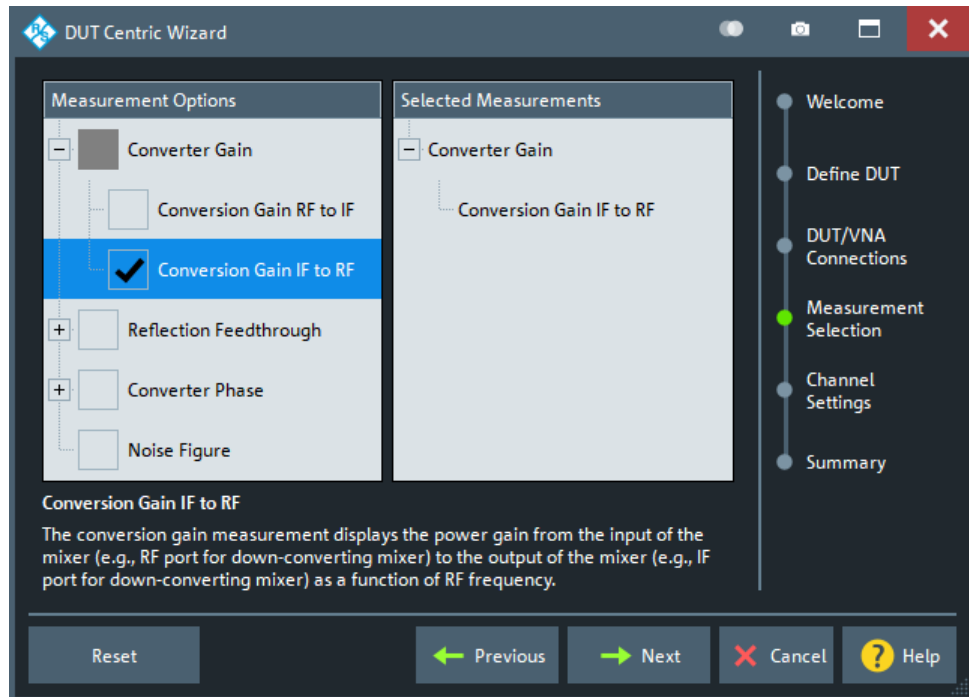 DUT Centric Wizard
Measurement Options
Converter Gain
Conversion Gain RF to IF
Conversion Gain IF to RF
Reflection Feedthrough
Converter Phase
Noise Figure
Selected Measurements
Converter Gain
Conversion Gain IF to RF
Welcome
Define DUT
DUT/VNA
Connections
Measurement
Selection
Channel
Settings
Summary
Conversion Gain IF to RF
The conversion gain measurement displays the power gain from the input of the
mixer (e.g., RF port for down-converting mixer) to the output of the mixer (e.g., IF
port for down-converting mixer) as a function of RF frequency.
Reset
Previous
Next
Cancel
? Help